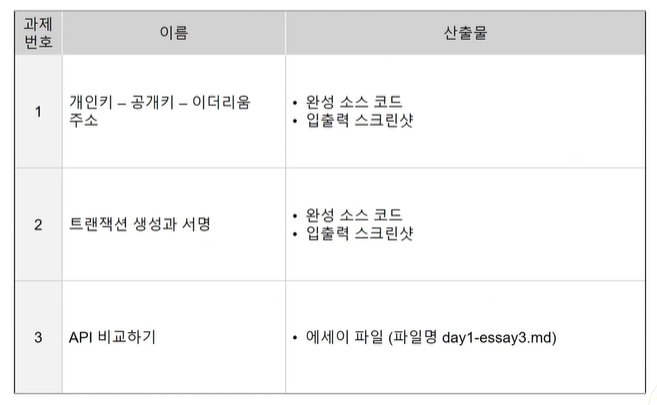 과제
번호
이름
산출물
1
개인키 – 공개키 – 이더리움
주소
• 완성 소스 코드
• 입출력 스크린샷
2
트랜잭션 생성과 서명
• 완성 소스 코드
• 입출력 스크린샷
3
API 비교하기
• 에세이 파일 (파일명 day1-essay3.md)